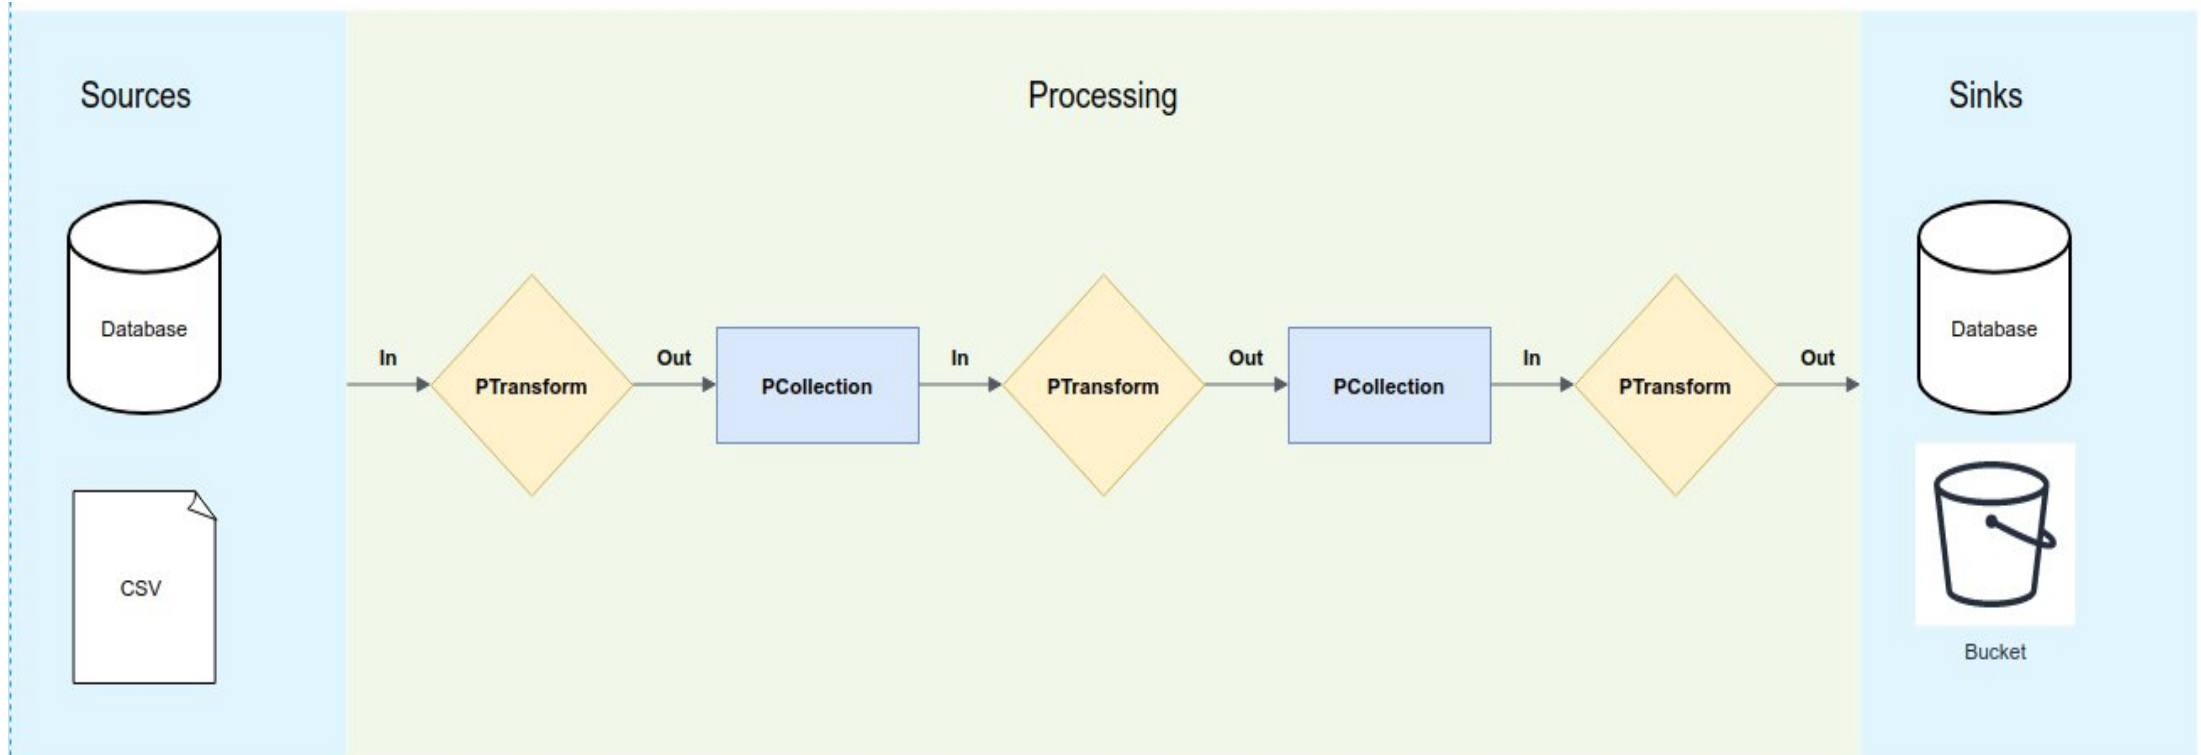 Sources
Processing
Sinks
Database
CSV
In
PTransform
Out
PCollection
In
PTransform
Out
PCollection
In
PTransform
Out
Database
Bucket